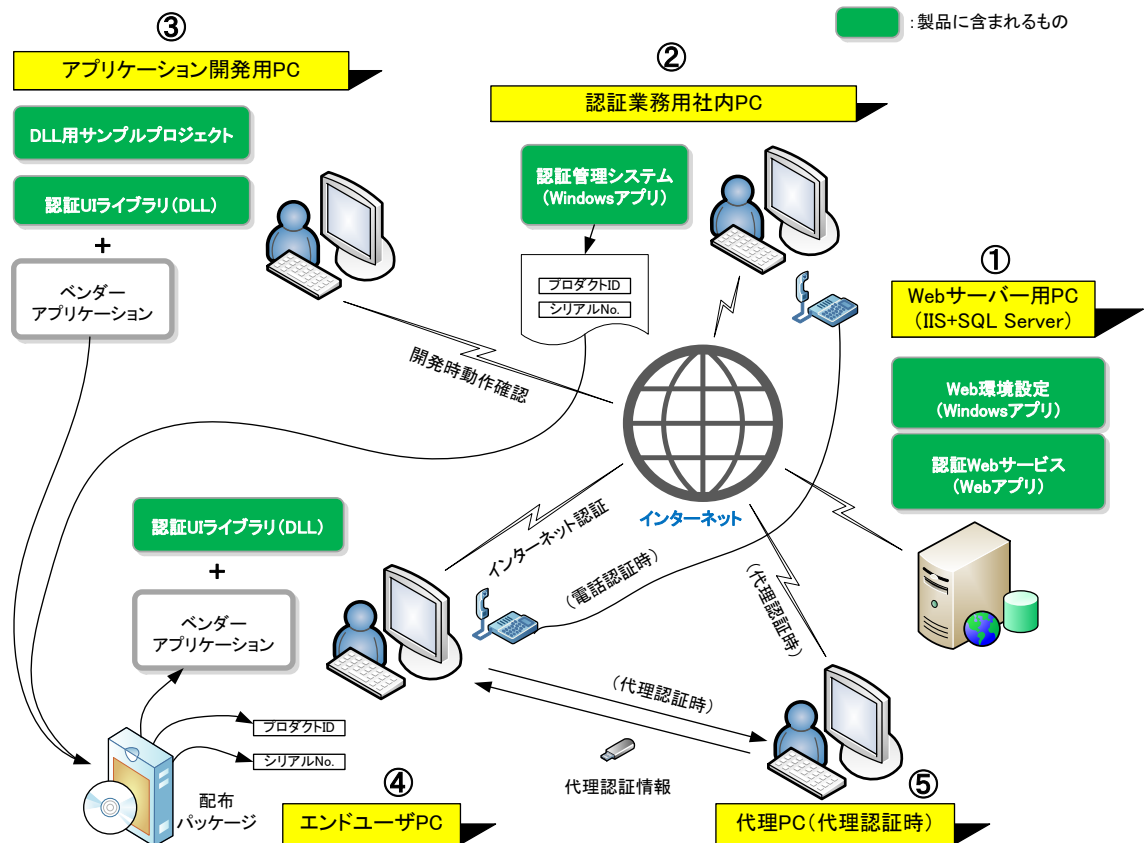 :製品に含まれるもの
③
アプリケーション開発用PC
DLL用サンプルプロジェクト
認証UIライブラリ(DLL)
+
ベンダー
アプリケーション
②
認証業務用社内PC
認証管理システム
(Windowsアプリ)
プロダクトID
シリアルNo.
①
Webサーバー用PC
(IIS+SQL Server)
Web環境設定
(Windowsアプリ)
認証Webサービス
(Webアプリ)
開発時動作確認
インターネット
インターネット認証
(電話認証時)
(代理認証時)
認証UIライブラリ(DLL)
+
ベンダー
アプリケーション
(代理認証時)
プロダクトID
シリアルNo.
代理認証情報
配布
パッケージ
④
エンドユーザPC
⑤
代理PC(代理認証時)